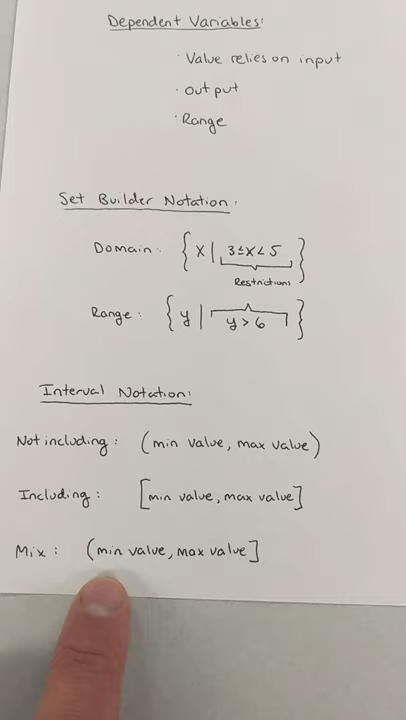 Dependent Variables:
· Value relies on input
· output
· Range
Set Builder Notation:
Domain: {x | 3≤x<5}
Restrictions
Range: {y | y>6}
Interval Notation:
Not including: (min value, max value)
Including: [min value, max value]
Mix: (min value, max value]